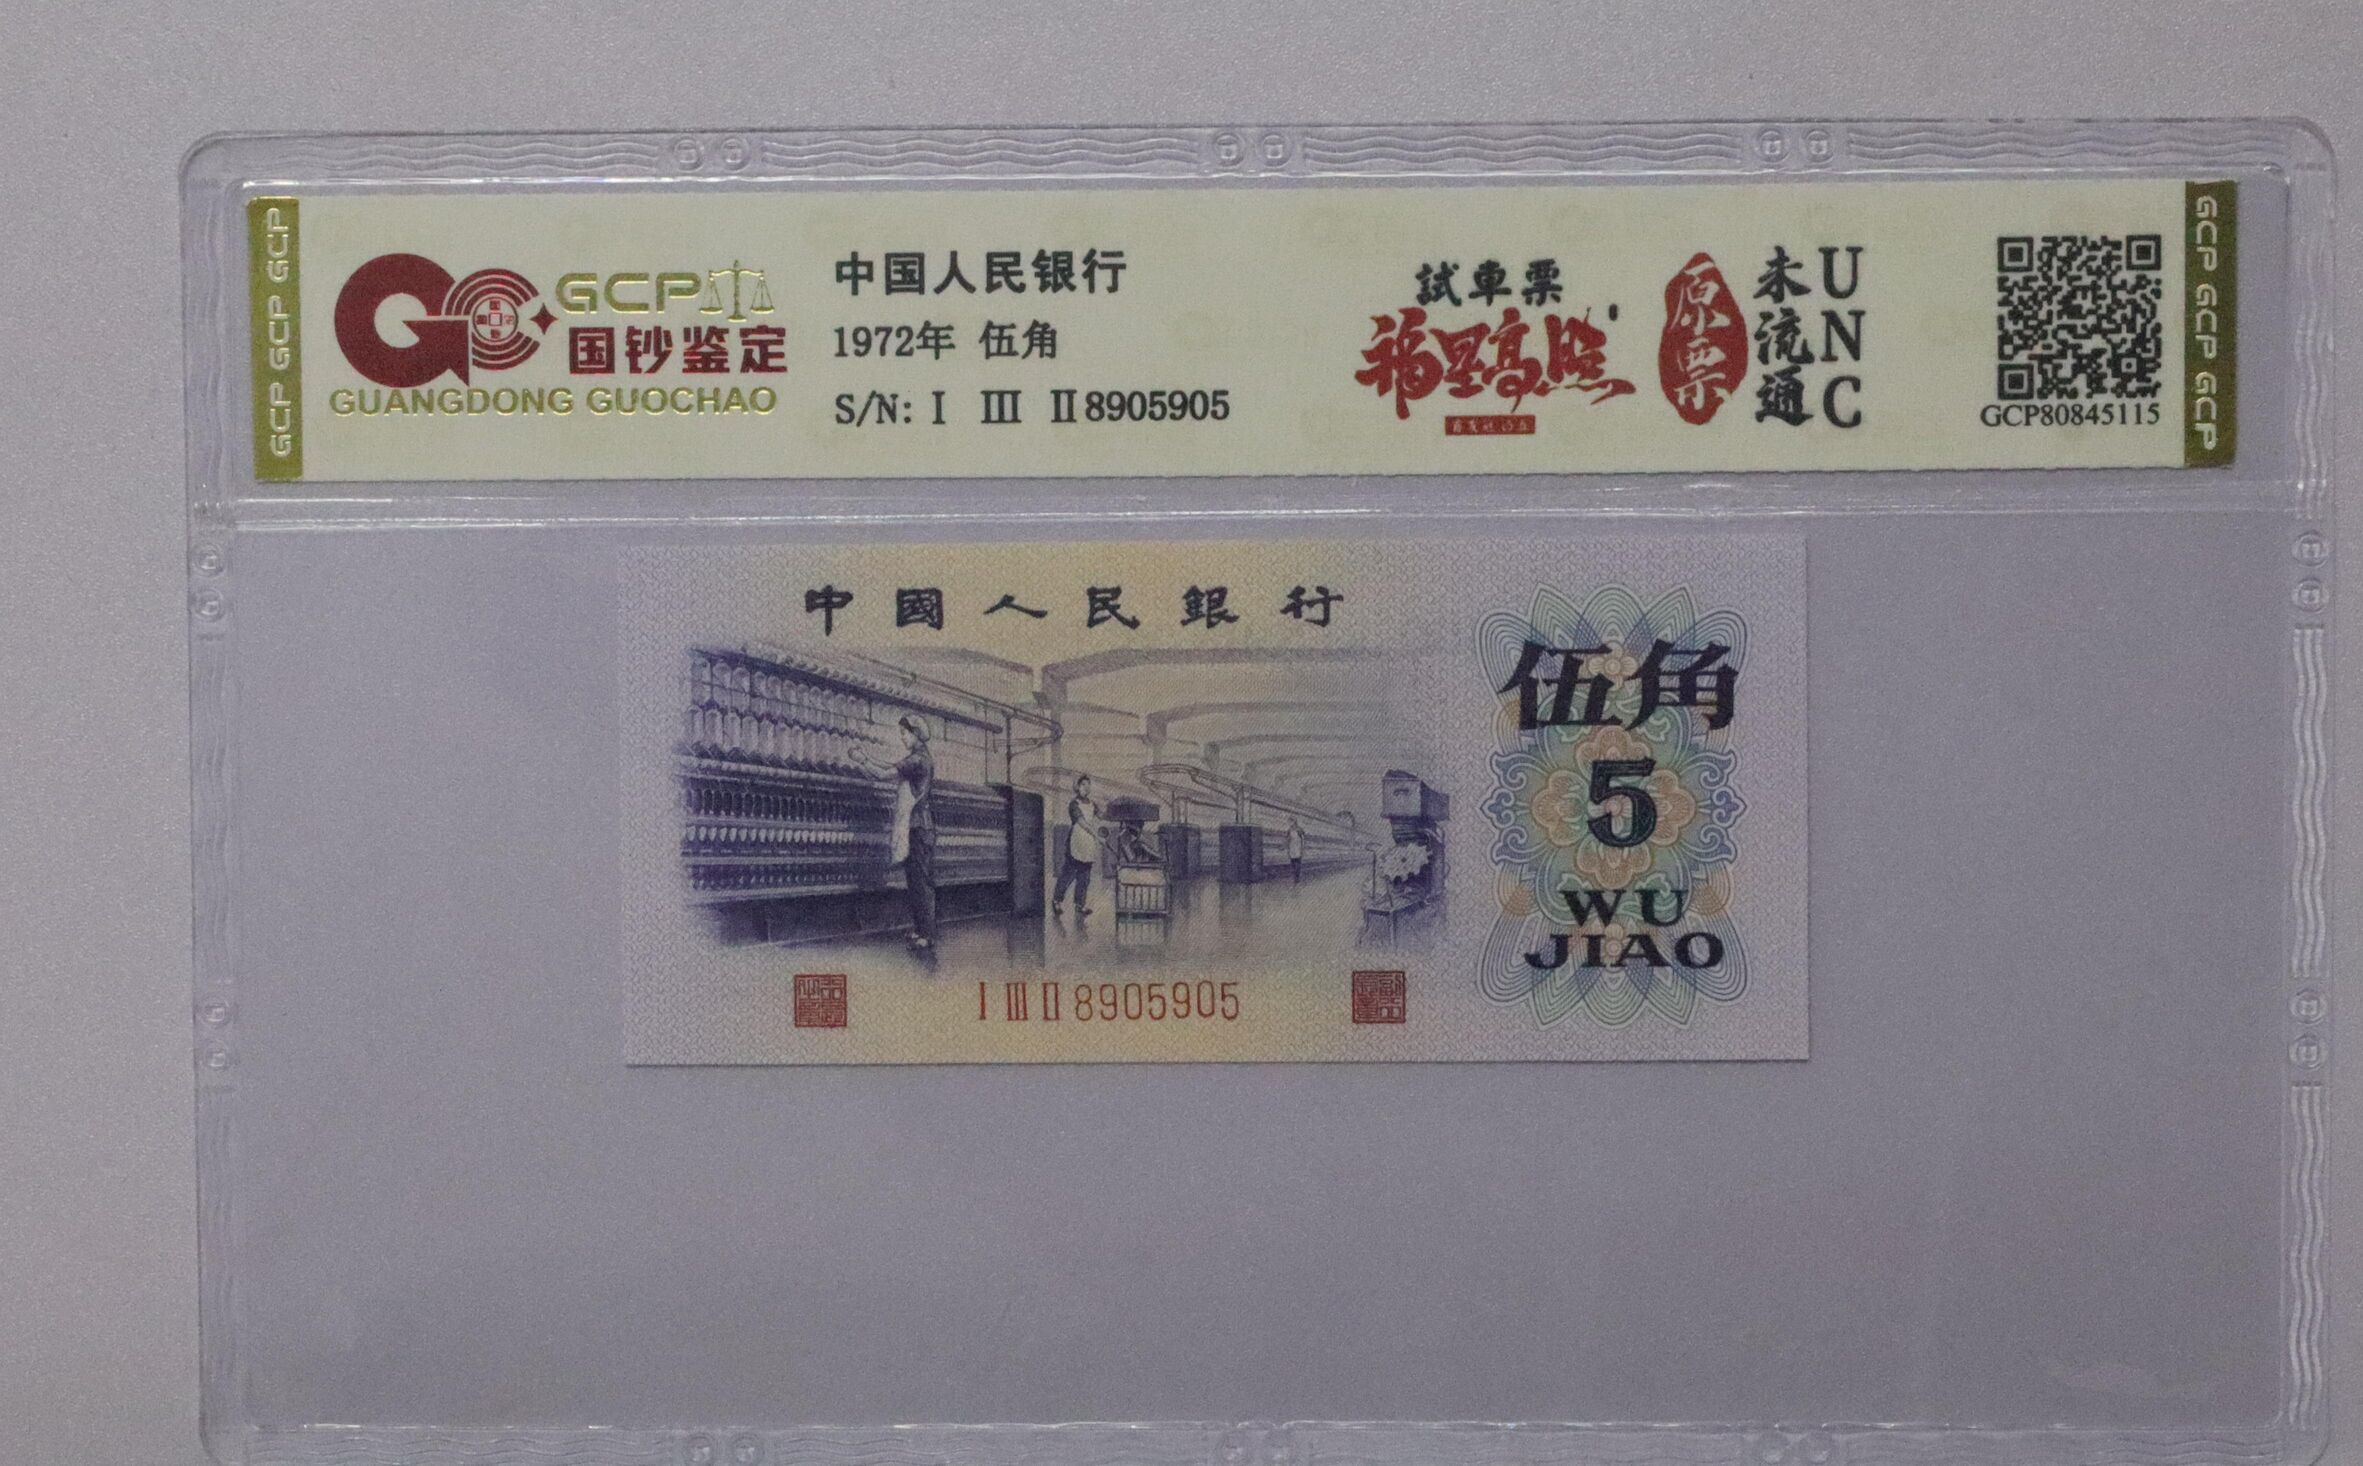 GCP GCP GCP
GCP
国钞鉴定
GUANGDONG GUOCHAO
中国人民银行
1972年 伍角
S/N: I III II 8905905
試車票
福星高照
原票
未流通
UNC
GCP80845115
GCP GCP GCP
中國人民銀行
伍角
5
WU
JIAO
I III II 8905905